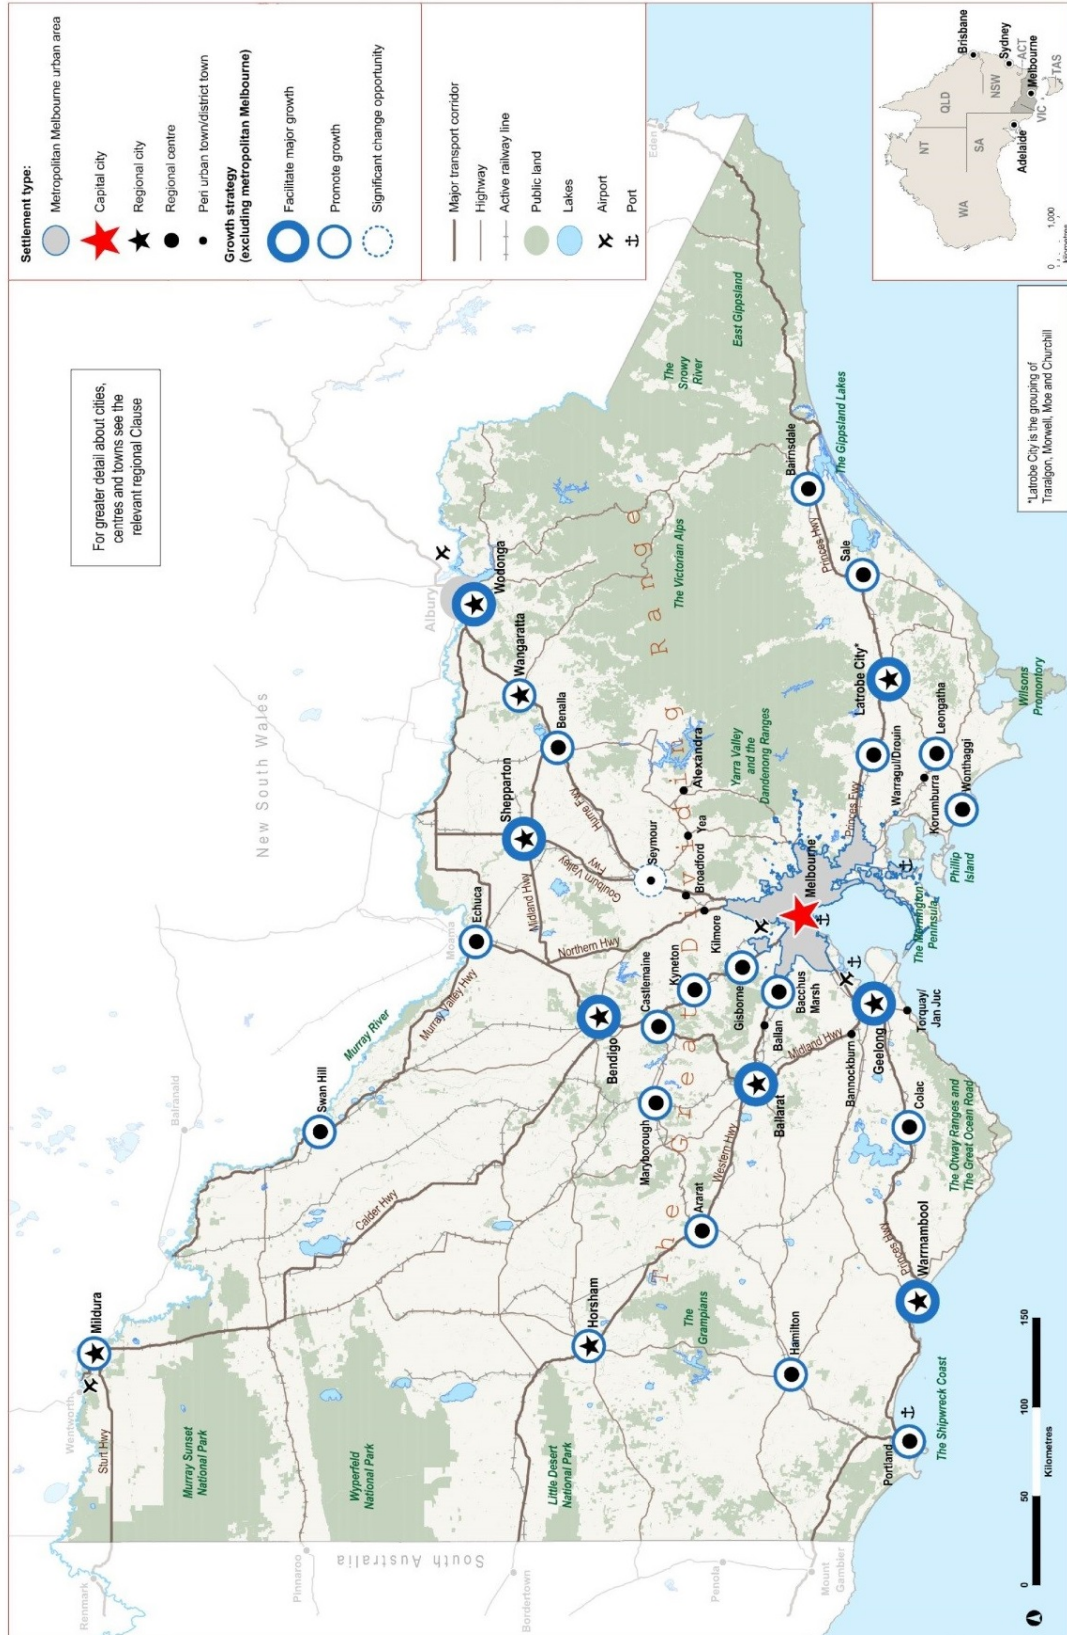 Settlement type:
Metropolitan Melbourne urban area
Capital city
Regional city
Regional centre
Peri urban town/district town
Growth strategy
(excluding metropolitan Melbourne)
Facilitate major growth
Promote growth
Significant change opportunity
Major transport corridor
Highway
Active railway line
Public land
Lakes
Airport
Port
For greater detail about cities,
centres and towns see the
relevant regional Clause
*Latrobe City is the grouping of
Traralgon, Morwell, Moe and Churchill
WA
NT
QLD
SA
NSW
ACT
VIC
TAS
Brisbane
Sydney
Melbourne
Adelaide
0
1,000
Kilometres
New South Wales
South Australia
Renmark
Wentworth
Mildura
Sturt Hwy
Murray Sunset
National Park
Balranald
Swan Hill
Murray River
Murray Valley Hwy
Pinnaroo
Wyperfeld
National Park
Calder Hwy
Moama
Echuca
Albury
Wodonga
Shepparton
Wangaratta
Benalla
Midland Hwy
Goulburn Valley
Fwy
Hume Fwy
Northern Hwy
Bordertown
Little Desert
National Park
Horsham
Bendigo
Castlemaine
Maryborough
Kyneton
Seymour
Broadford
Yea
Alexandra
Kilmore
The Great Dividing Range
The Victorian Alps
The
Snowy
River
East Gippsland
Eden
Penola
The
Grampians
Ararat
Western Hwy
Ballarat
Gisborne
Bacchus
Marsh
Ballan
Melbourne
Yarra Valley
and the
Dandenong Ranges
Bairnsdale
Princes Hwy
The Gippsland Lakes
Sale
Mount
Gambier
Hamilton
Midland Hwy
Bannockburn
Geelong
Torquay/
Jan Juc
Princes Fwy
Warragul/Drouin
Latrobe City*
Leongatha
Korumburra
Wonthaggi
Wilsons
Promontory
Phillip
Island
The Mornington
Peninsula
Colac
The Otway Ranges and
The Great Ocean Road
Princes Hwy
Warrnambool
Portland
The Shipwreck Coast
0
50
100
150
Kilometres